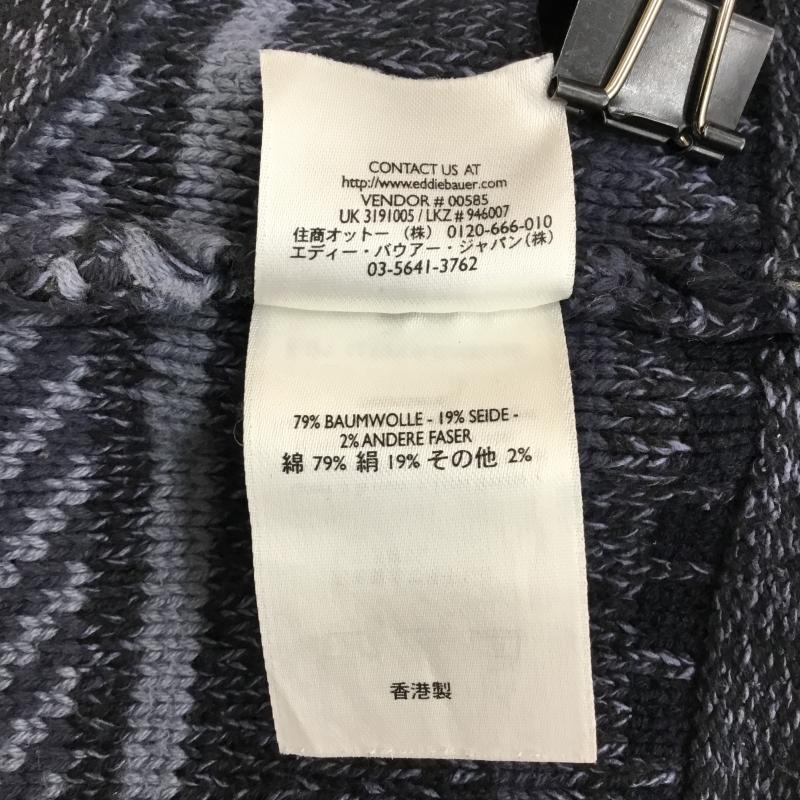 CONTACT US AT
http://www.eddiebauer.com
VENDOR # 00585
UK 3191005 / LKZ # 946007
住商オットー (株) 0120-666-010
エディー・バウアー・ジャパン(株)
03-5641-3762
79% BAUMWOLLE - 19% SEIDE -
2% ANDERE FASER
綿 79% 絹 19% その他 2%
香港製